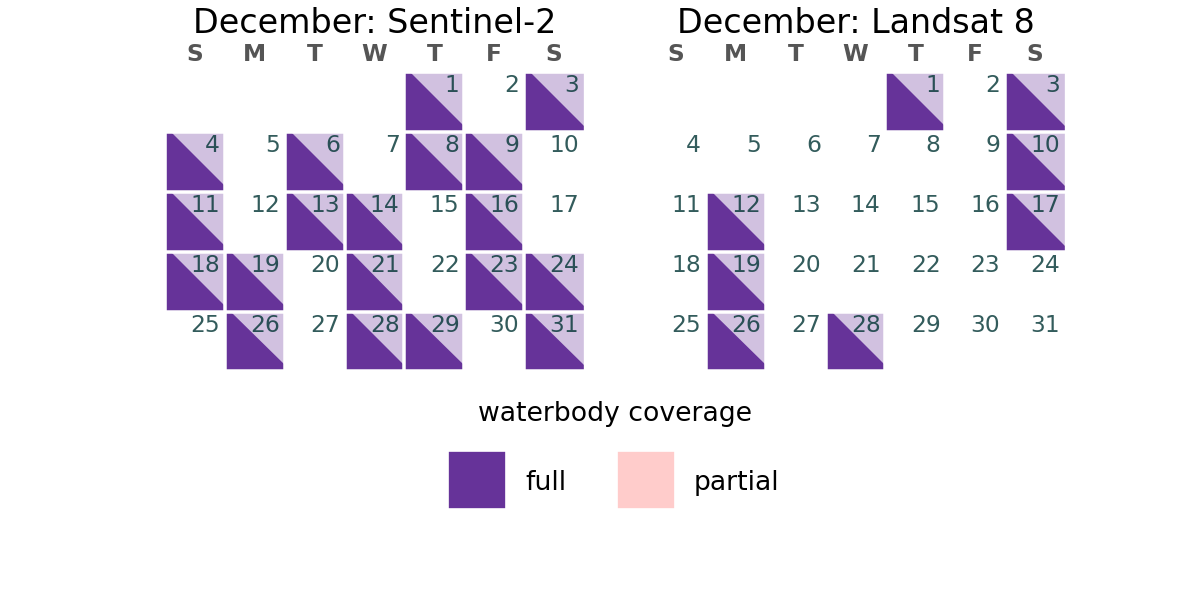 December: Sentinel-2
S M T W T F S
1 2 3
4 5 6 7 8 9 10
11 12 13 14 15 16 17
18 19 20 21 22 23 24
25 26 27 28 29 30 31
December: Landsat 8
S M T W T F S
1 2 3
4 5 6 7 8 9 10
11 12 13 14 15 16 17
18 19 20 21 22 23 24
25 26 27 28 29 30 31
waterbody coverage
full partial